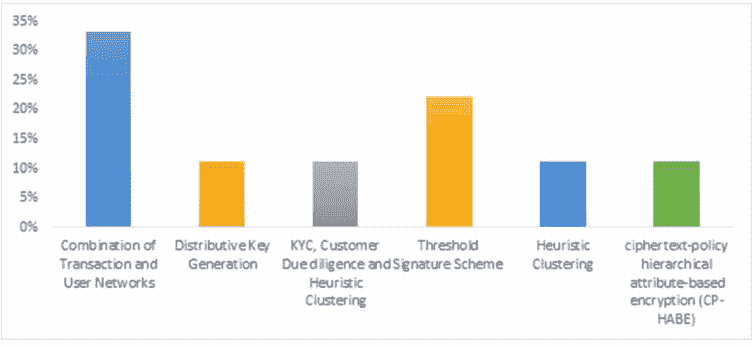 35%
30%
25%
20%
15%
10%
5%
0%
Combination of
Transaction and
User Networks
Distributive Key
Generation
KYC, Customer
Due diligence and
Heuristic
Clustering
Threshold
Signature Scheme
Heuristic
Clustering
ciphertext-policy
hierarchical
attribute-based
encryption (CP-
HABE)